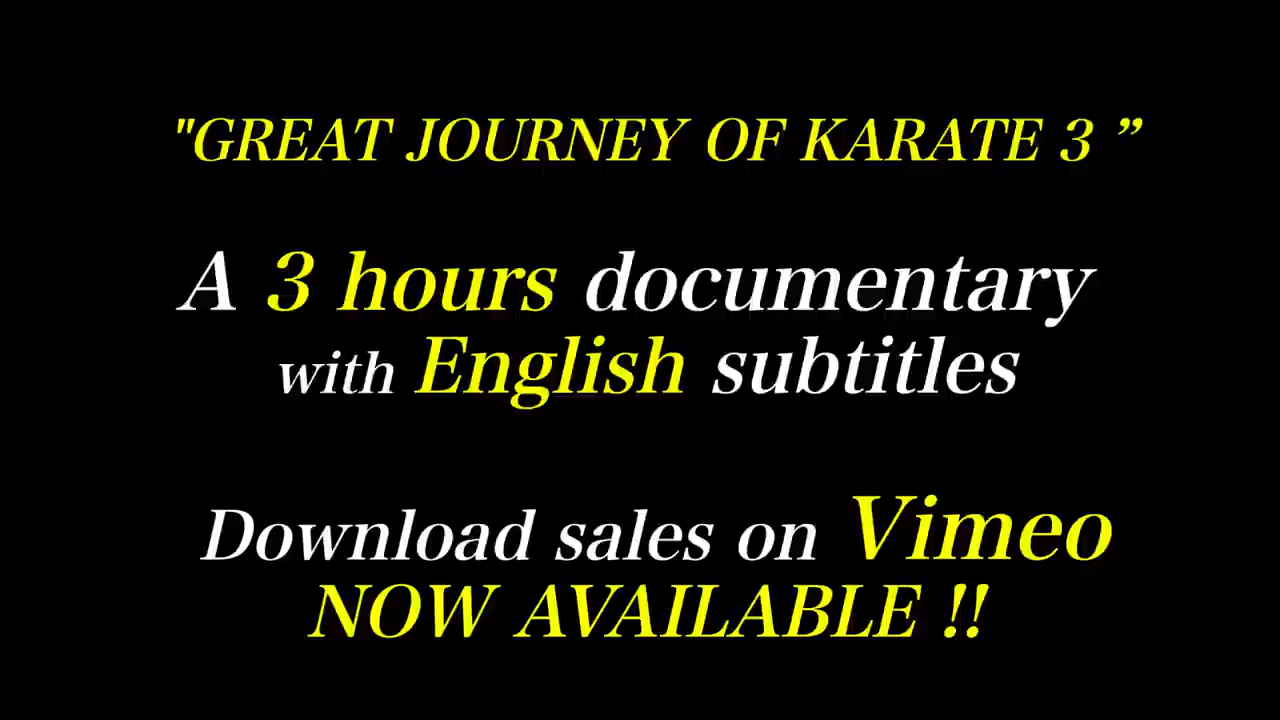 "GREAT JOURNEY OF KARATE 3 ”
A 3 hours documentary
with English subtitles
Download sales on Vimeo
NOW AVAILABLE !!